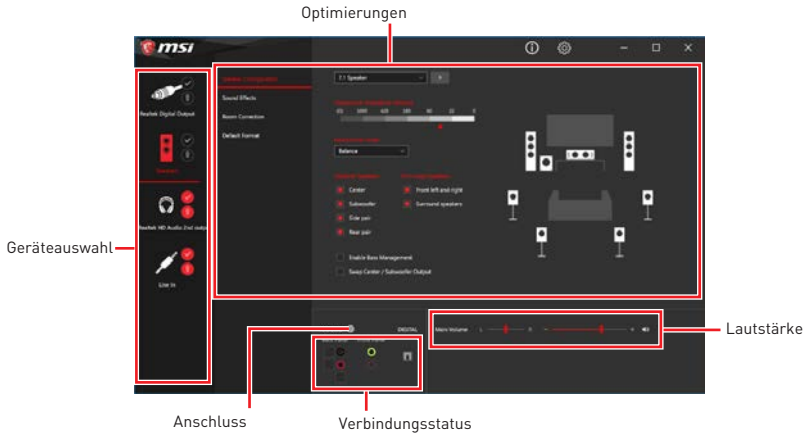 Optimierungen
msi
7.1 Speaker
Speaker Configuration
Sound Effects
Room Correction
Default Format
Realtek Digital Output
Speakers
Realtek HD Audio 2nd output
Line In
Balance
Center
Subwoofer
Side pair
Rear pair
Front left and right
Surround speakers
Enable Bass Management
Swap Center / Subwoofer Output
Geräteauswahl
DIGITAL
Main Volume
L
R
-
+
Lautstärke
Anschluss
Verbindungsstatus